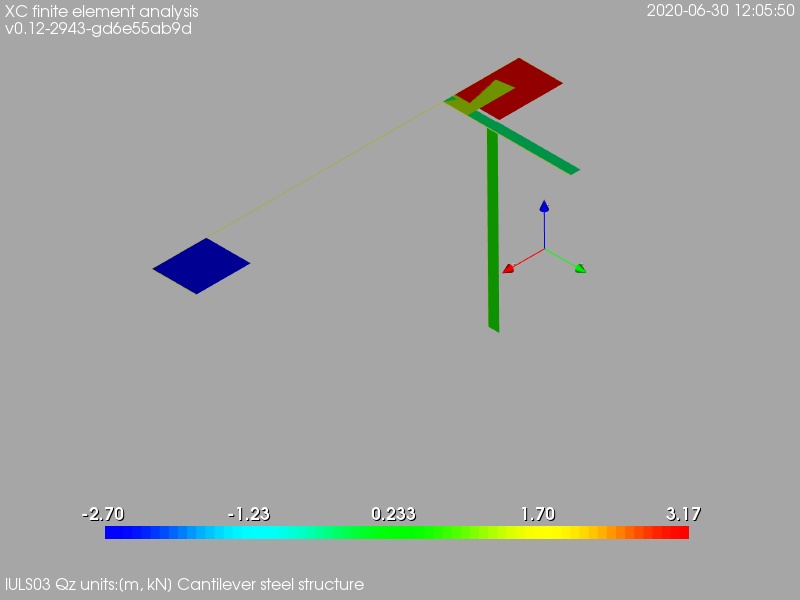 XC finite element analysis
v0.12-2943-gd6e55ab9d
2020-06-30 12:05:50
-2.70 -1.23 0.233 1.70 3.17
IULS03 Qz units:[m, kN] Cantilever steel structure